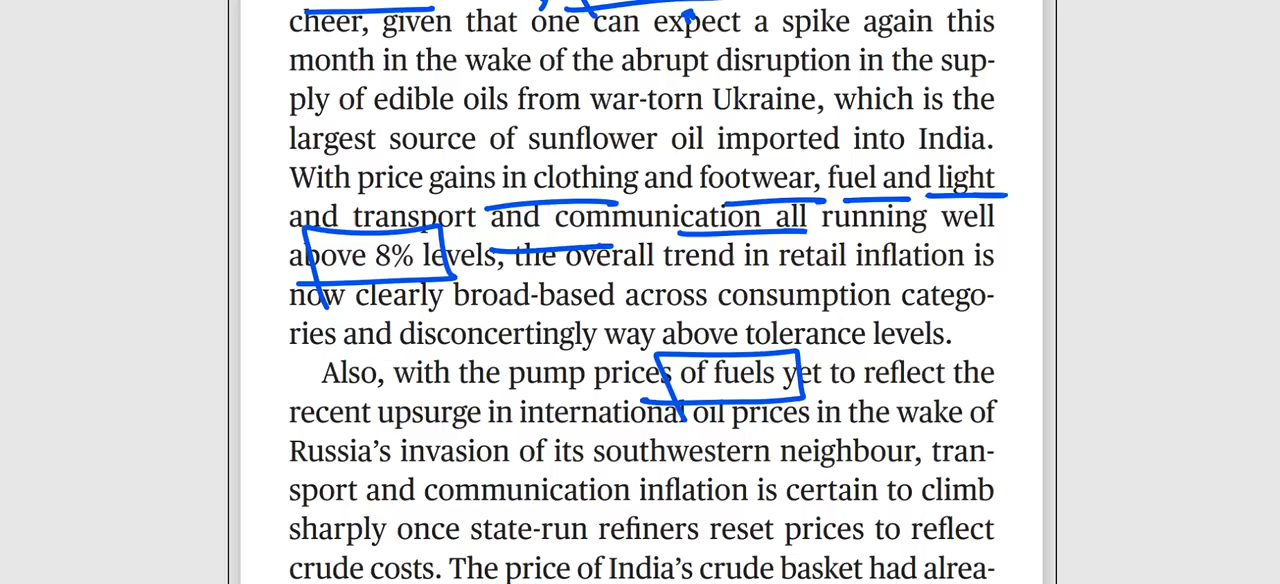 cheer, given that one can expect a spike again this
month in the wake of the abrupt disruption in the sup-
ply of edible oils from war-torn Ukraine, which is the
largest source of sunflower oil imported into India.
With price gains in clothing and footwear, fuel and light
and transport and communication all running well
above 8% levels, the overall trend in retail inflation is
now clearly broad-based across consumption catego-
ries and disconcertingly way above tolerance levels.
Also, with the pump prices of fuels yet to reflect the
recent upsurge in international oil prices in the wake of
Russia’s invasion of its southwestern neighbour, tran-
sport and communication inflation is certain to climb
sharply once state-run refiners reset prices to reflect
crude costs. The price of India’s crude basket had alrea-